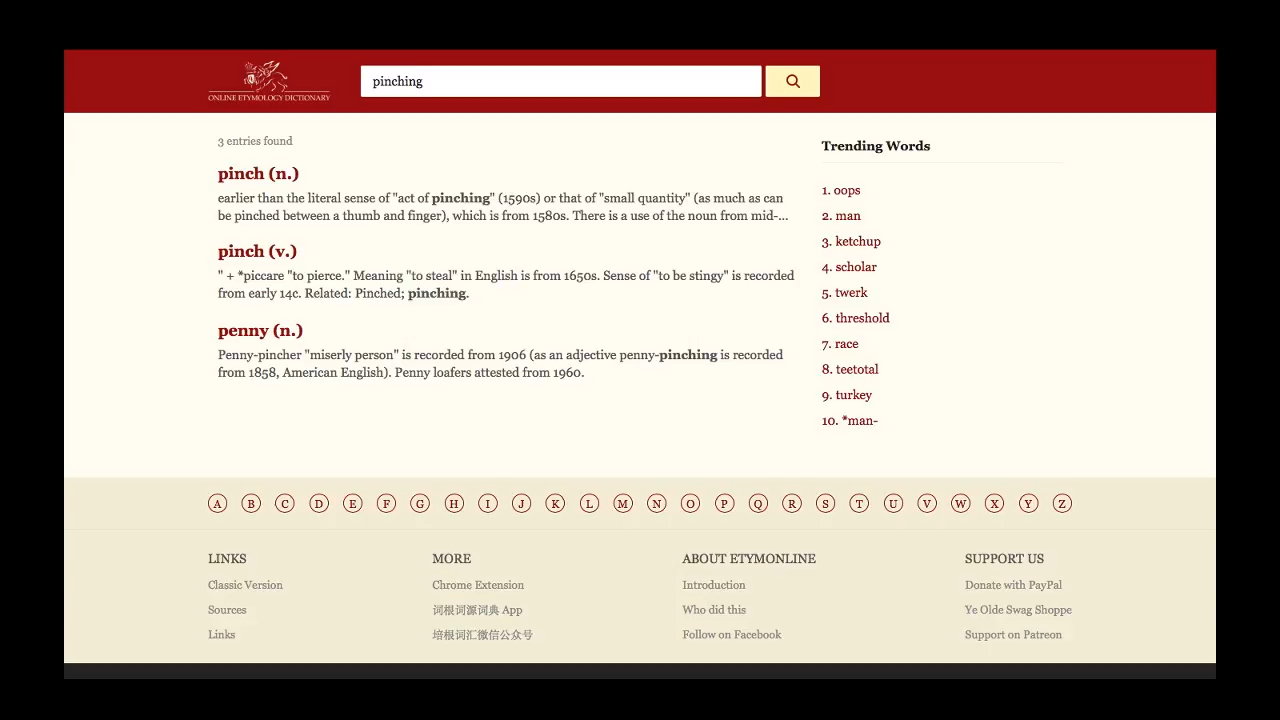 ONLINE ETYMOLOGY DICTIONARY
pinching
3 entries found
pinch (n.)
earlier than the literal sense of "act of pinching" (1590s) or that of "small quantity" (as much as can
be pinched between a thumb and finger), which is from 1580s. There is a use of the noun from mid-...
pinch (v.)
" + *piccare "to pierce." Meaning "to steal" in English is from 1650s. Sense of "to be stingy" is recorded
from early 14c. Related: Pinched; pinching.
penny (n.)
Penny-pincher "miserly person" is recorded from 1906 (as an adjective penny-pinching is recorded
from 1858, American English). Penny loafers attested from 1960.
Trending Words
1. oops
2. man
3. ketchup
4. scholar
5. twerk
6. threshold
7. race
8. teetotal
9. turkey
10. *man-
A B C D E F G H I J K L M N O P Q R S T U V W X Y Z
LINKS
Classic Version
Sources
Links
MORE
Chrome Extension
词根词源词典 App
培根词汇微信公众号
ABOUT ETYMONLINE
Introduction
Who did this
Follow on Facebook
SUPPORT US
Donate with PayPal
Ye Olde Swag Shoppe
Support on Patreon